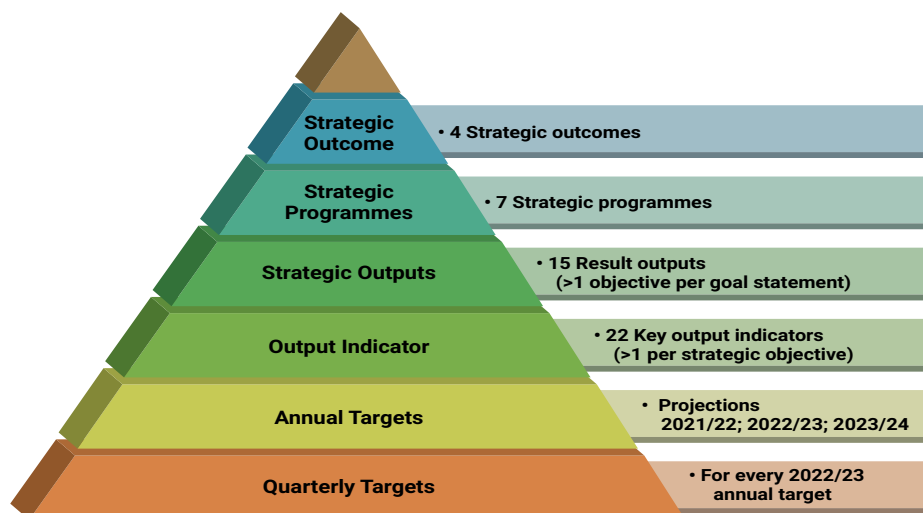 Strategic
Outcome
• 4 Strategic outcomes
Strategic
Programmes
• 7 Strategic programmes
Strategic Outputs
• 15 Result outputs
(>1 objective per goal statement)
Output Indicator
• 22 Key output indicators
(>1 per strategic objective)
Annual Targets
• Projections
2021/22; 2022/23; 2023/24
Quarterly Targets
• For every 2022/23
annual target